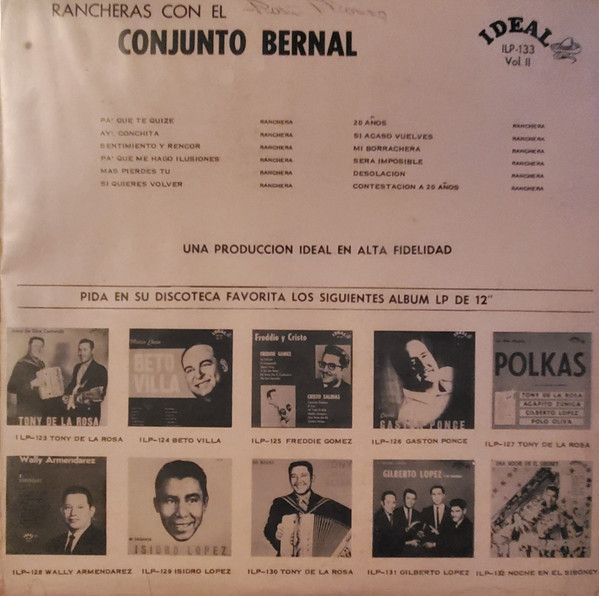 RANCHERAS CON EL
CONJUNTO BERNAL
IDEAL
ILP-133
Vol. II
PA' QUE TE QUIZE RANCHERA
AY! CONCHITA RANCHERA
SENTIMIENTO Y RENCOR RANCHERA
PA' QUE ME HAGO ILUSIONES RANCHERA
MAS PIERDES TU RANCHERA
SI QUIERES VOLVER RANCHERA
20 AÑOS RANCHERA
SI ACASO VUELVES RANCHERA
MI BORRACHERA RANCHERA
SERA IMPOSIBLE RANCHERA
DESOLACION RANCHERA
CONTESTACION A 20 AÑOS RANCHERA
UNA PRODUCCION IDEAL EN ALTA FIDELIDAD
PIDA EN SU DISCOTECA FAVORITA LOS SIGUIENTES ALBUM LP DE 12"
TONY DE LA ROSA
BETO
VILLA
Freddie y Cristo
FREDDIE GOMEZ
CRISTO SALINAS
GASTON PONCE
POLKAS
TONY DE LA ROSA
AGAPITO ZUNIGA
GILBERTO LOPEZ
POLO OLIVA
ILP-123 TONY DE LA ROSA
ILP-124 BETO VILLA
ILP-125 FREDDIE GOMEZ
ILP-126 GASTON PONCE
ILP-127 TONY DE LA ROSA
Wally Armendarez
ISIDRO LOPEZ
GILBERTO LOPEZ
UNA NOCHE EN EL SIBONEY
ILP-128 WALLY ARMENDAREZ
ILP-129 ISIDRO LOPEZ
ILP-130 TONY DE LA ROSA
ILP-131 GILBERTO LOPEZ
ILP-132 NOCHE EN EL SIBONEY